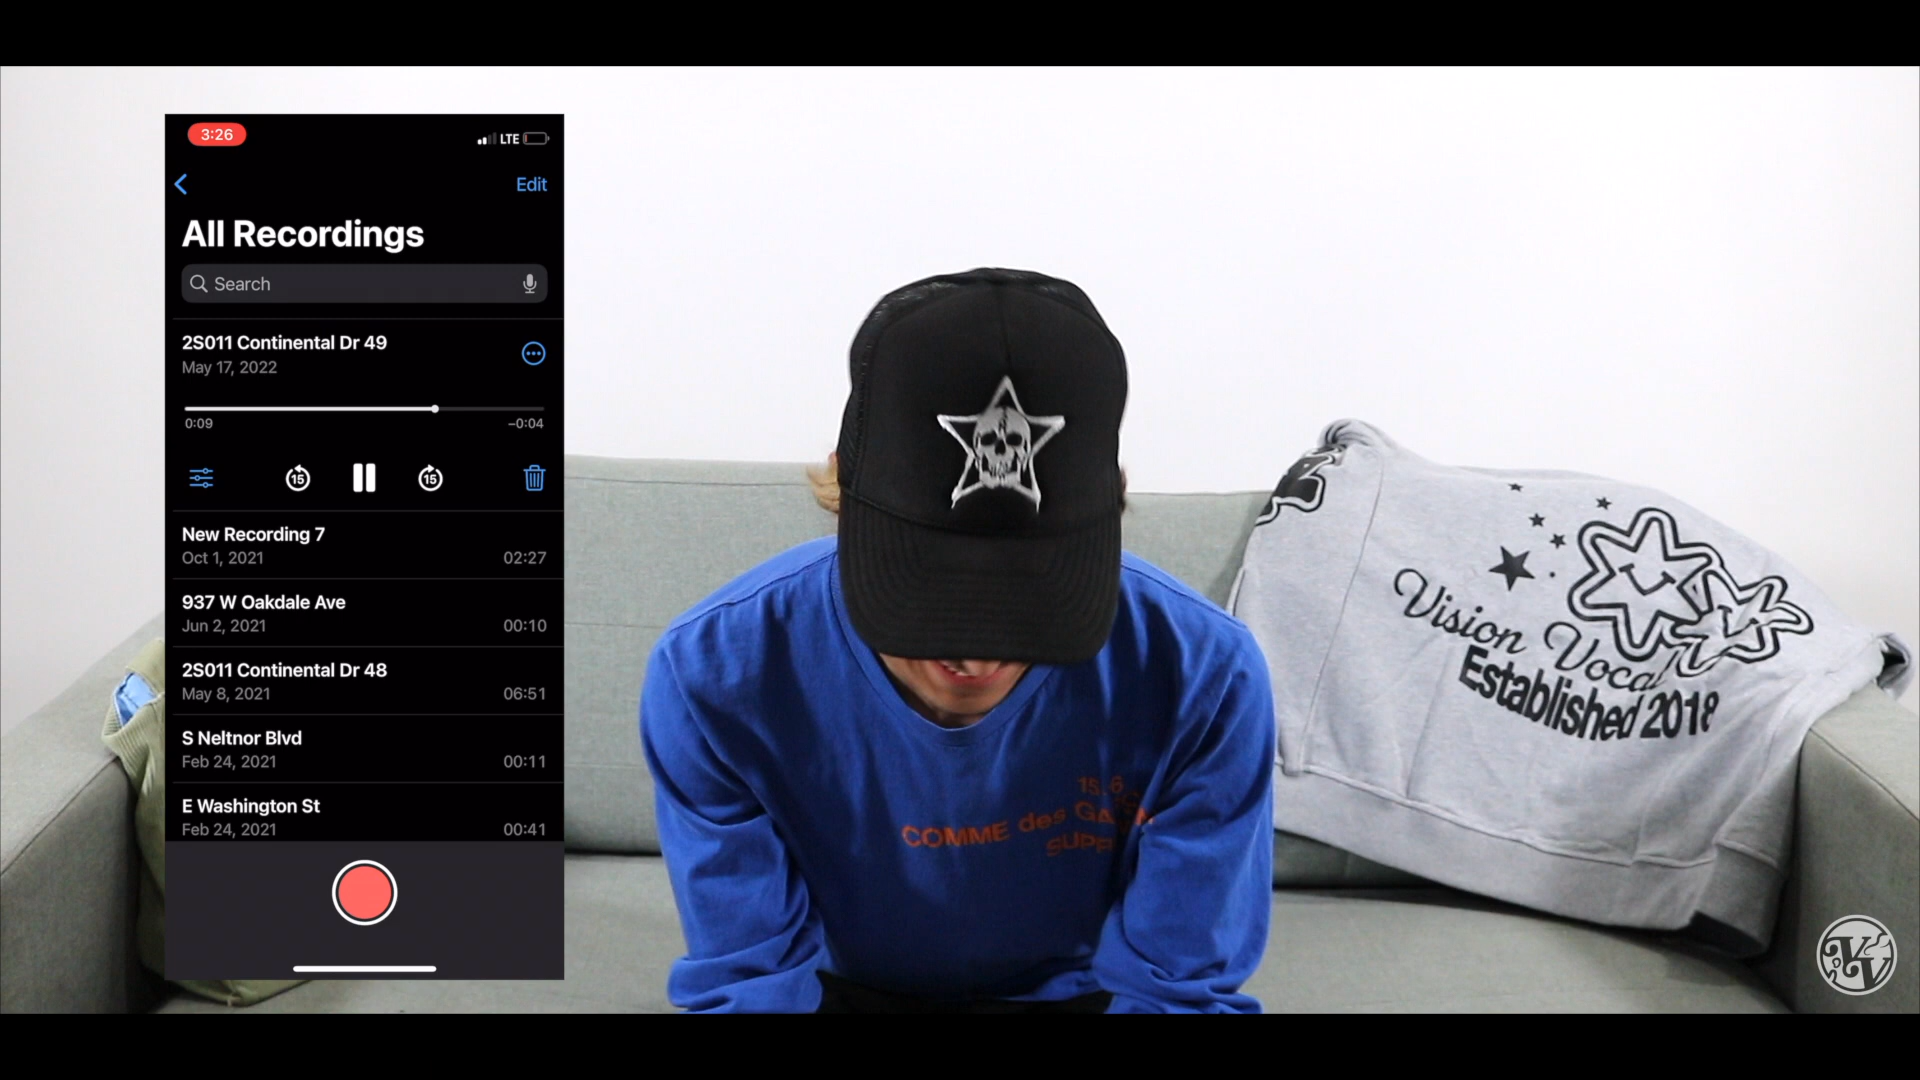 3:26
LTE
Edit
All Recordings
Search
2S011 Continental Dr 49
May 17, 2022
0:09
−0:04
15
15
New Recording 7
Oct 1, 2021
02:27
937 W Oakdale Ave
Jun 2, 2021
00:10
2S011 Continental Dr 48
May 8, 2021
06:51
S Neltnor Blvd
Feb 24, 2021
00:11
E Washington St
Feb 24, 2021
00:41
COMME des
Vision Vocal
Established 2018